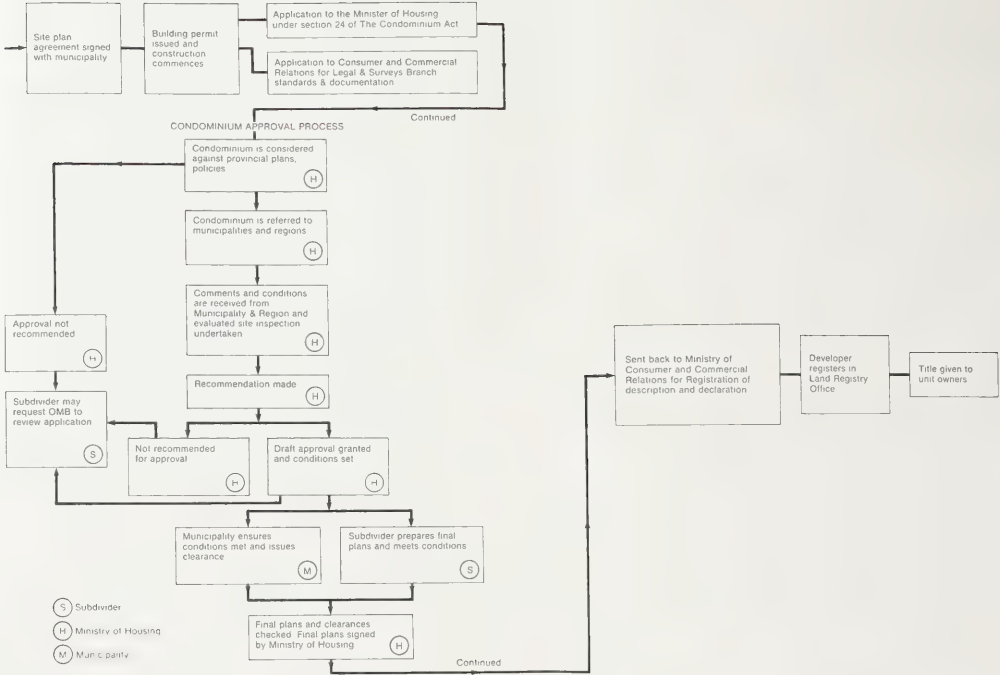 Site plan
agreement signed
with municipality
Building permit
issued and
construction
commences
Application to the Minister of Housing
under section 24 of The Condominium Act
Application to Consumer and Commercial
Relations for Legal & Surveys Branch
standards & documentation
Continued
CONDOMINIUM APPROVAL PROCESS
Condominium is considered
against provincial plans,
policies
H
Condominium is referred to
municipalities and regions
H
Comments and conditions
are received from
Municipality & Region and
evaluated site inspection
undertaken
H
Approval not
recommended
H
Recommendation made
H
Subdivider may
request OMB to
review application
S
Not recommended
for approval
H
Draft approval granted
and conditions set
H
Municipality ensures
conditions met and issues
clearance
M
Subdivider prepares final
plans and meets conditions
S
Final plans and clearances
checked Final plans signed
by Ministry of Housing
H
Continued
Sent back to Ministry of
Consumer and Commercial
Relations for Registration of
description and declaration
Developer
registers in
Land Registry
Office
Title given to
unit owners
S Subdivider
H Ministry of Housing
M Municipality